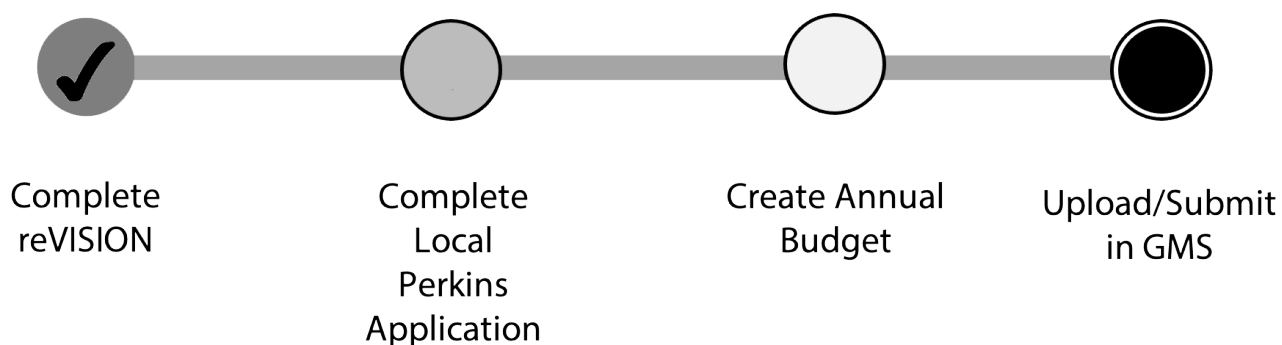 Complete
reVISION
Complete
Local
Perkins
Application
Create Annual
Budget
Upload/Submit
in GMS